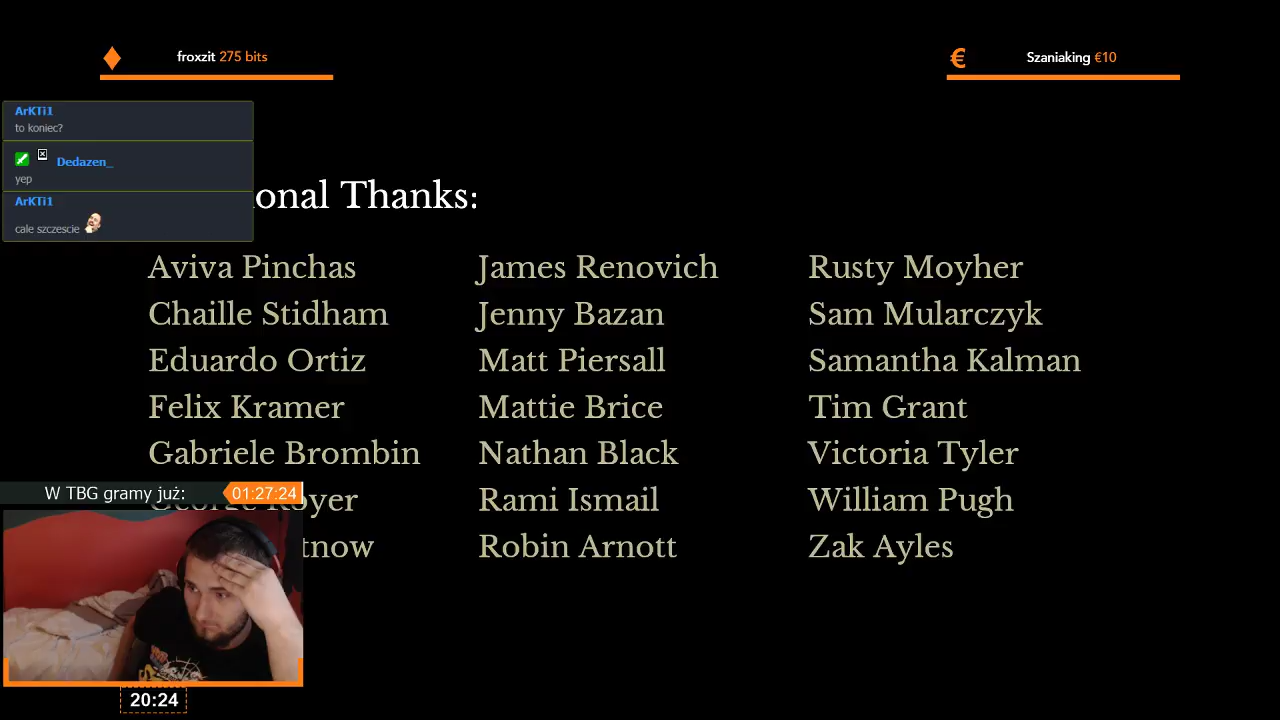 froxzit 275 bits
€ Szaniaking €10
ArKTi1
to koniec?
Dedazen_
yep
ArKTi1
cale szczescie
onal Thanks:
Aviva Pinchas
James Renovich
Rusty Moyher
Chaille Stidham
Jenny Bazan
Sam Mularczyk
Eduardo Ortiz
Matt Piersall
Samantha Kalman
Felix Kramer
Mattie Brice
Tim Grant
Gabriele Brombin
Nathan Black
Victoria Tyler
W TBG gramy już: 01:27:24
George Royer
Rami Ismail
William Pugh
tnow
Robin Arnott
Zak Ayles
20:24